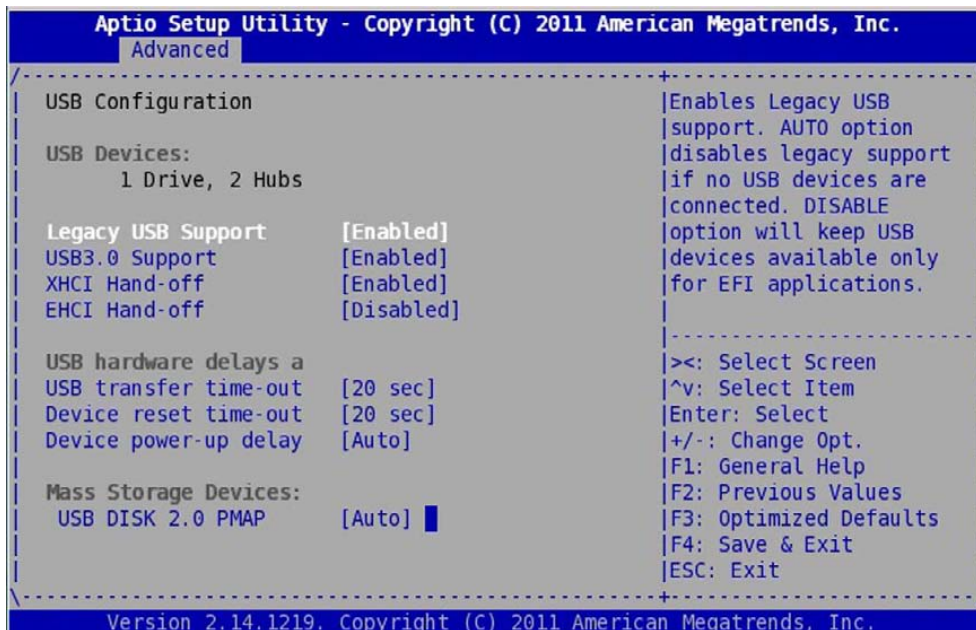 Aptio Setup Utility - Copyright (C) 2011 American Megatrends, Inc.
Advanced
USB Configuration
USB Devices:
1 Drive, 2 Hubs
Legacy USB Support [Enabled]
USB3.0 Support [Enabled]
XHCI Hand-off [Enabled]
EHCI Hand-off [Disabled]
USB hardware delays a
USB transfer time-out [20 sec]
Device reset time-out [20 sec]
Device power-up delay [Auto]
Mass Storage Devices:
USB DISK 2.0 PMAP [Auto]
Enables Legacy USB
support. AUTO option
disables legacy support
if no USB devices are
connected. DISABLE
option will keep USB
devices available only
for EFI applications.
><: Select Screen
^v: Select Item
Enter: Select
+/-: Change Opt.
F1: General Help
F2: Previous Values
F3: Optimized Defaults
F4: Save & Exit
ESC: Exit
Version 2.14.1219. Copyright (C) 2011 American Megatrends, Inc.